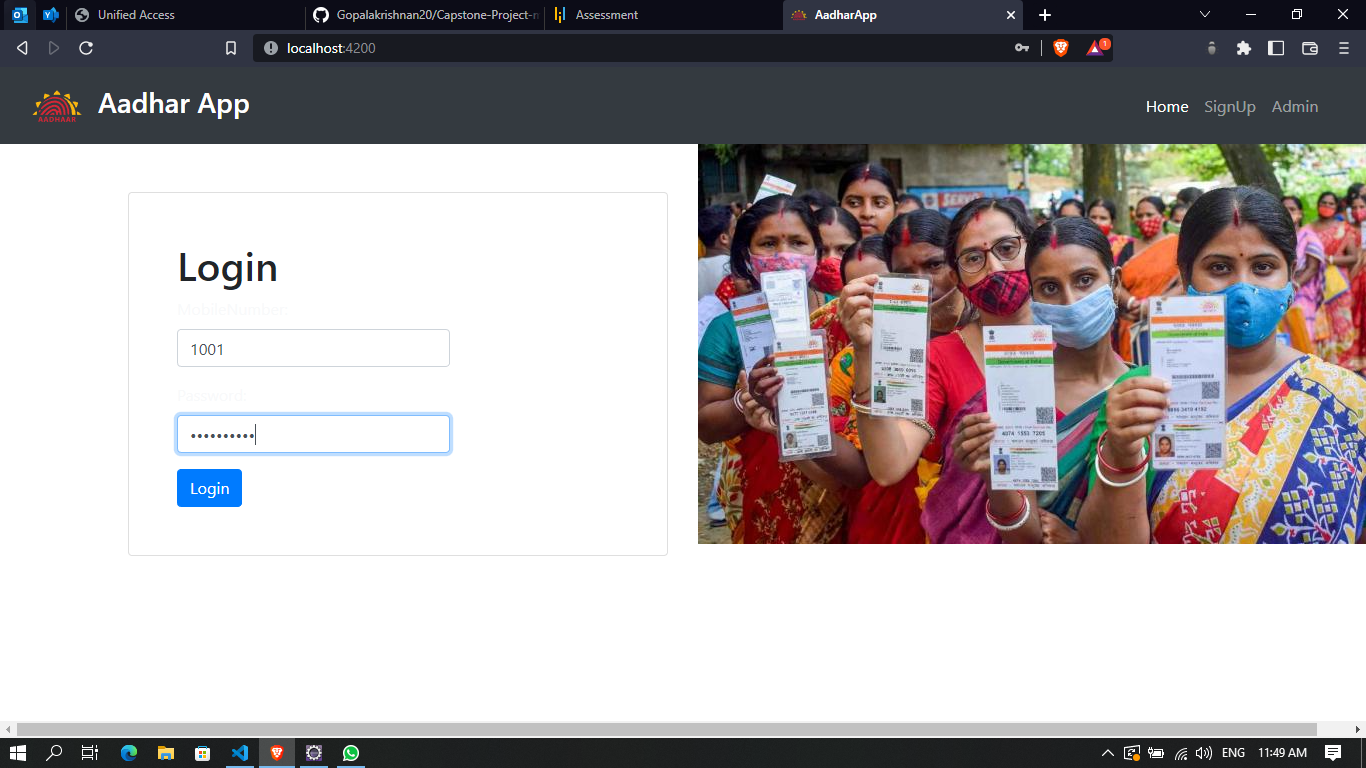 Unified Access
Gopalakrishnan20/Capstone-Project-n
Assessment
AadharApp
localhost:4200
1
AADHAAR
Aadhar App
Home
SignUp
Admin
Login
MobileNumber:
1001
Password:
••••••••••
Login
ENG
11:49 AM